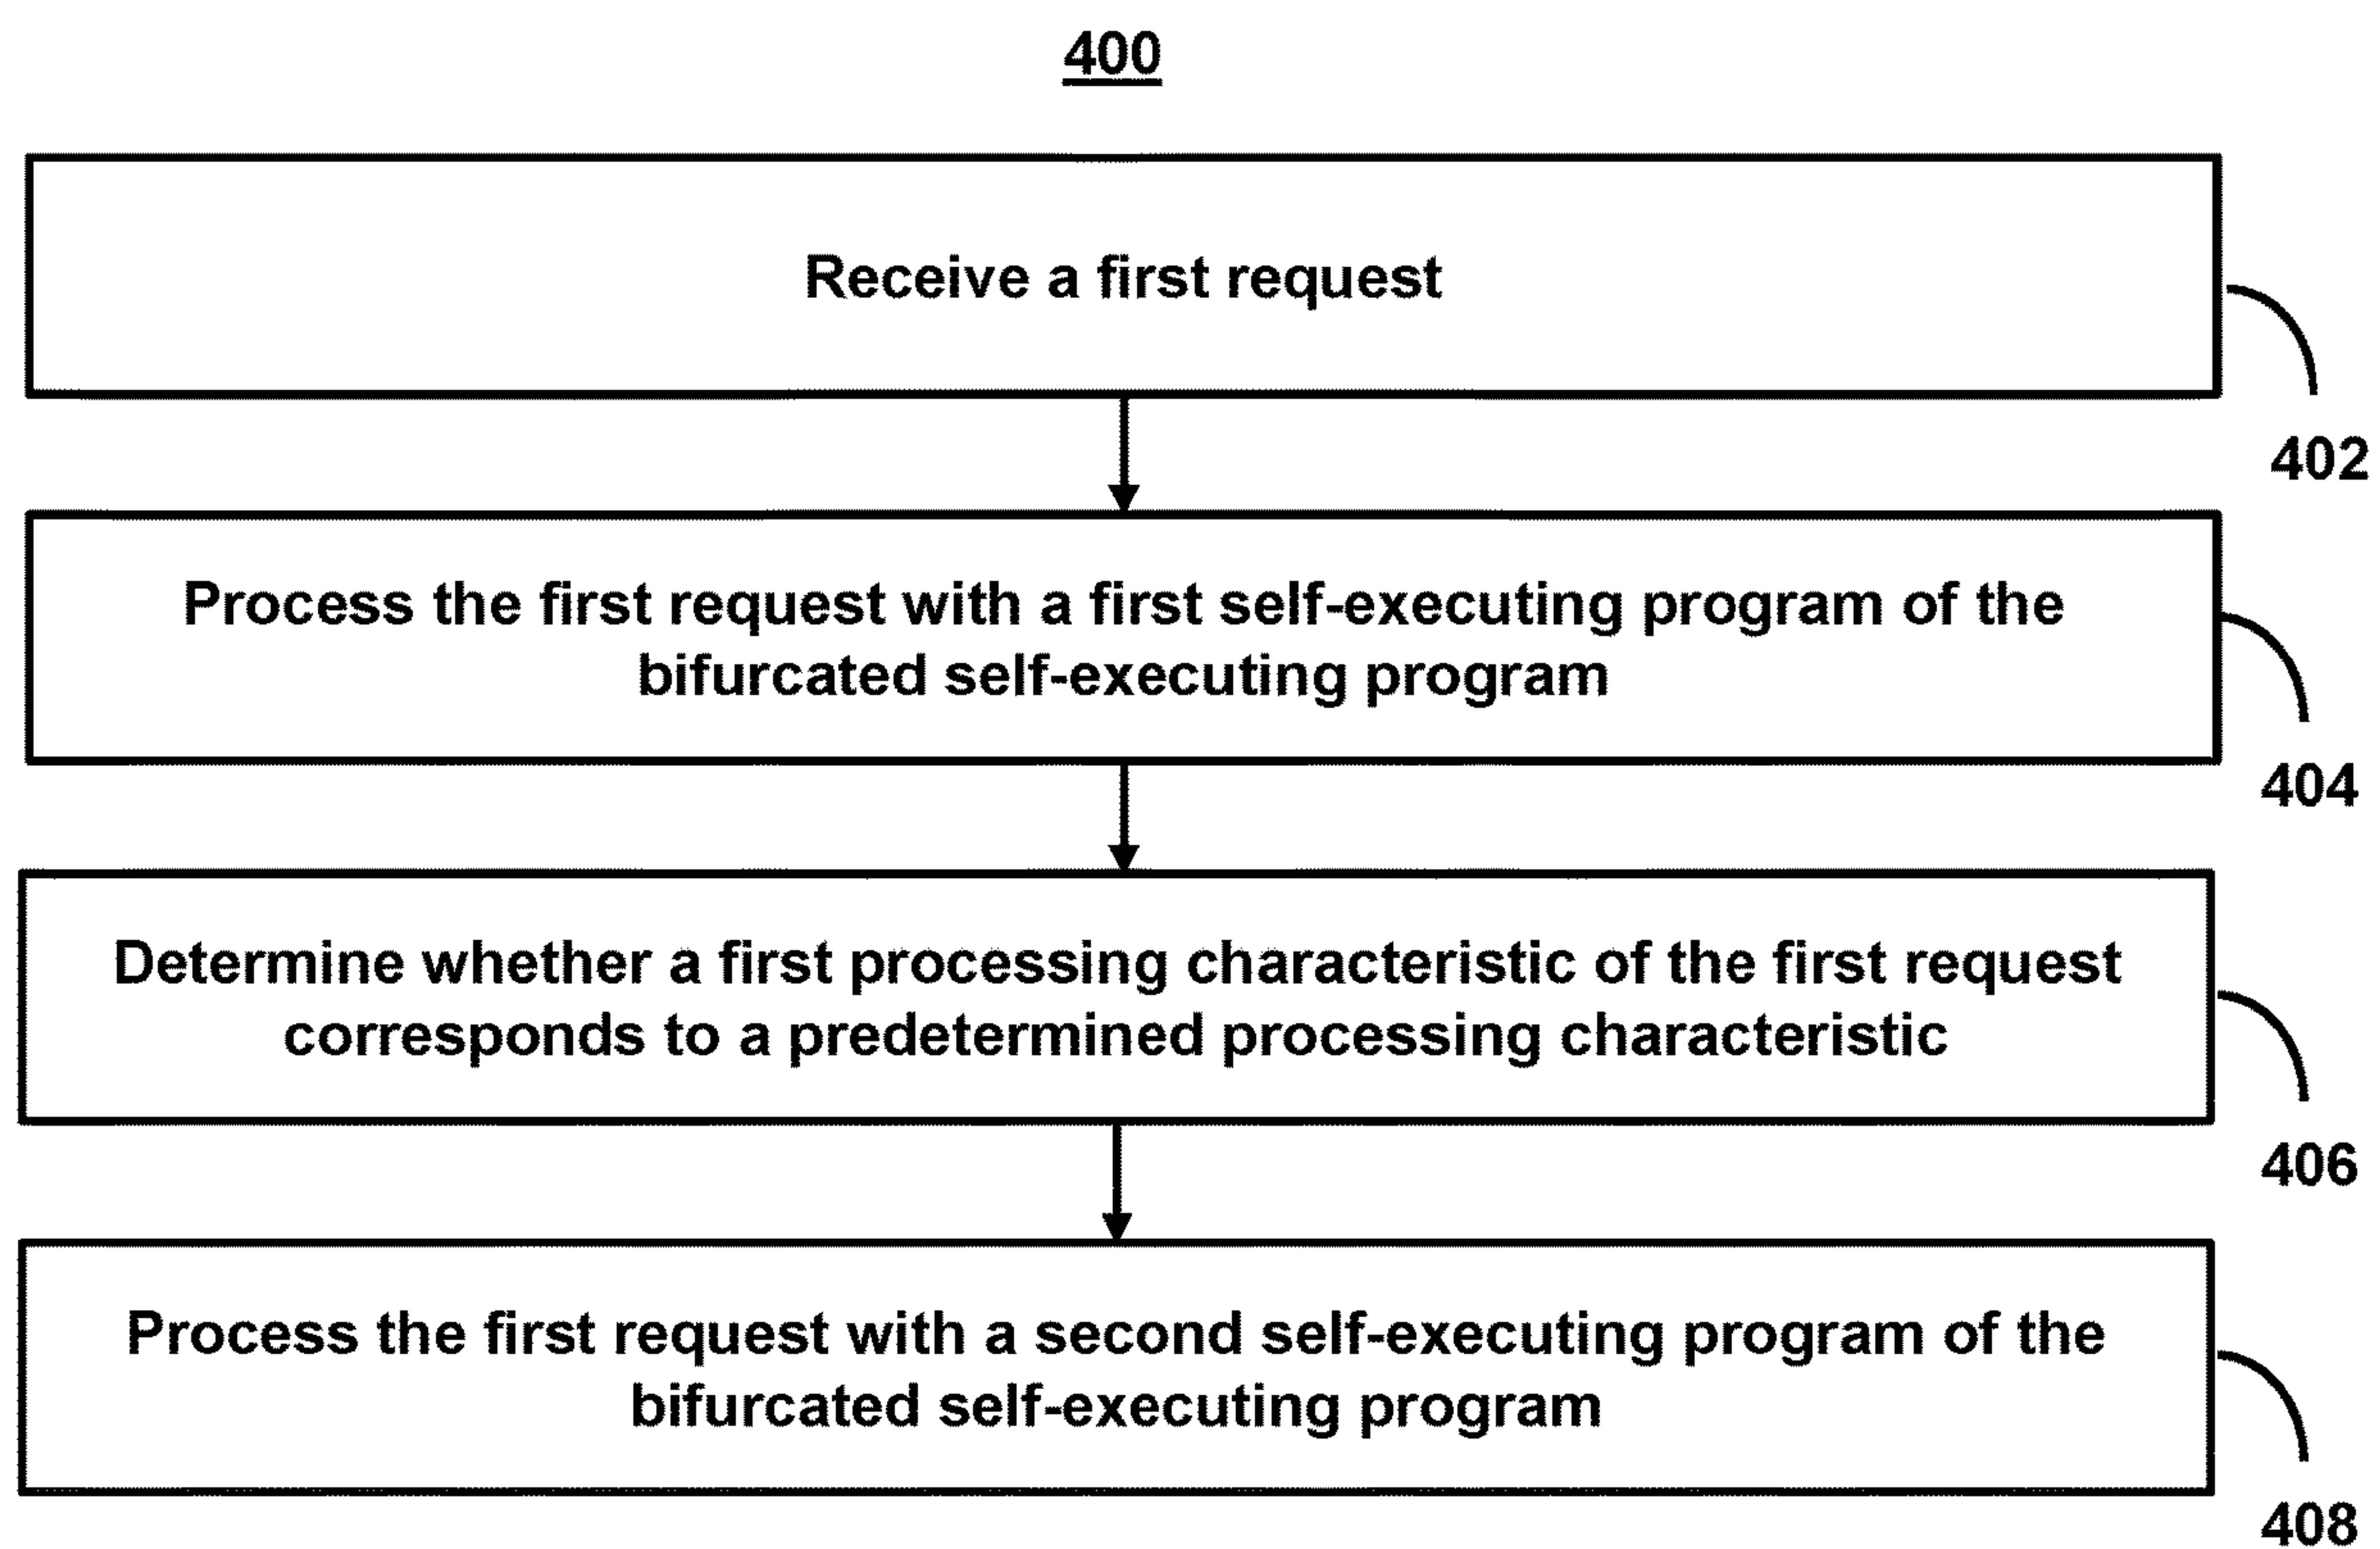 400
Receive a first request
402
Process the first request with a first self-executing program of the
bifurcated self-executing program
404
Determine whether a first processing characteristic of the first request
corresponds to a predetermined processing characteristic
406
Process the first request with a second self-executing program of the
bifurcated self-executing program
408